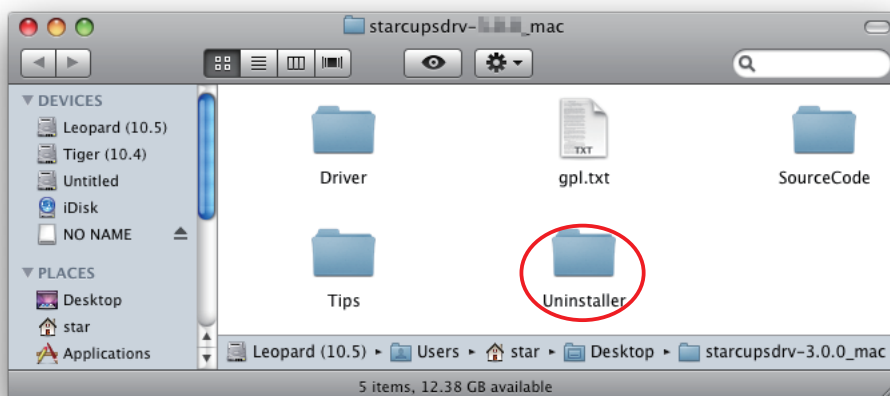 starcupsdrv-_mac
DEVICES
Leopard (10.5)
Tiger (10.4)
Untitled
iDisk
NO NAME
PLACES
Desktop
star
Applications
Driver
TXT
gpl.txt
SourceCode
Tips
Uninstaller
Leopard (10.5) ▸ Users ▸ star ▸ Desktop ▸ starcupsdrv-3.0.0_mac
5 items, 12.38 GB available